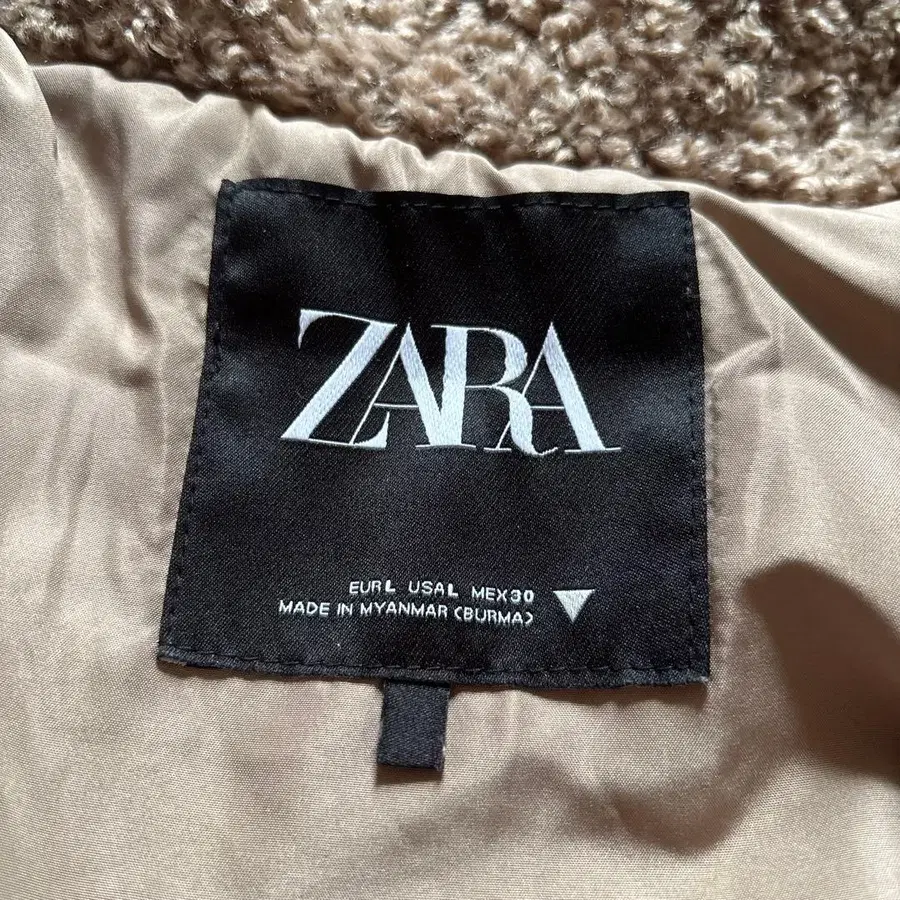 ZARA
EUR L USA L MEX 30
MADE IN MYANMAR (BURMA)